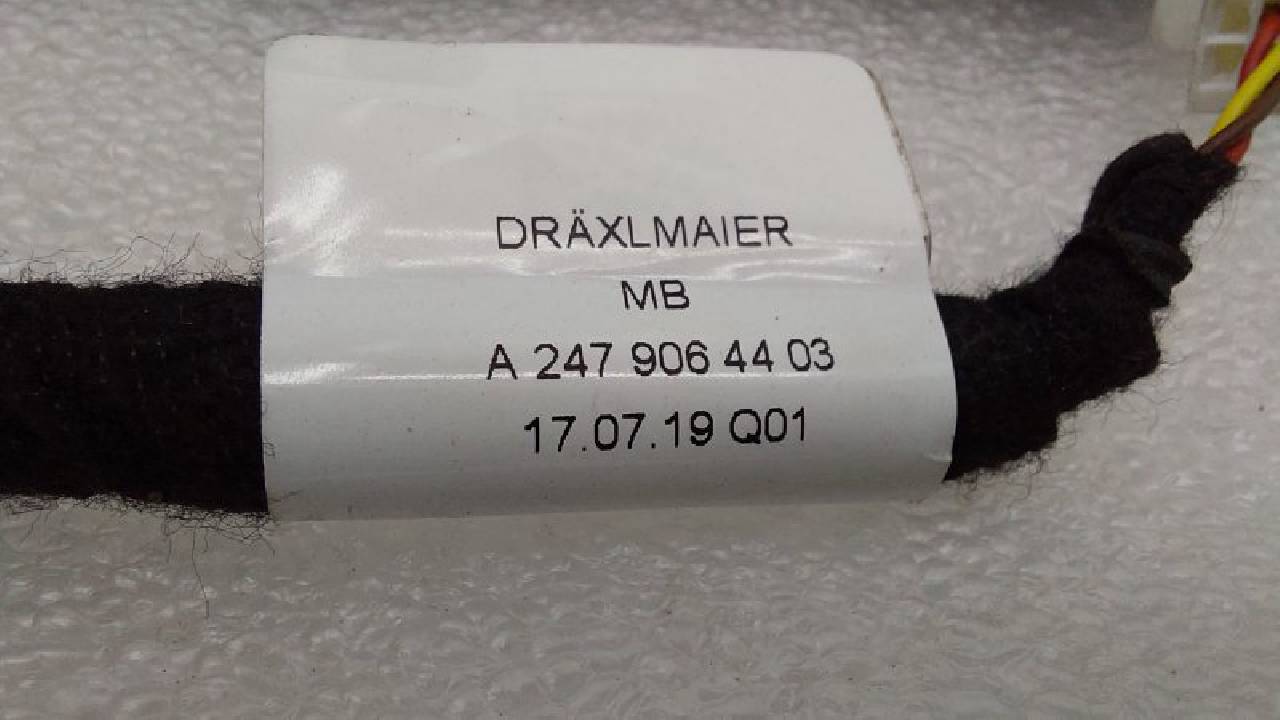 DRÄXLMAIER
MB
A 247 906 44 03
17.07.19 Q01